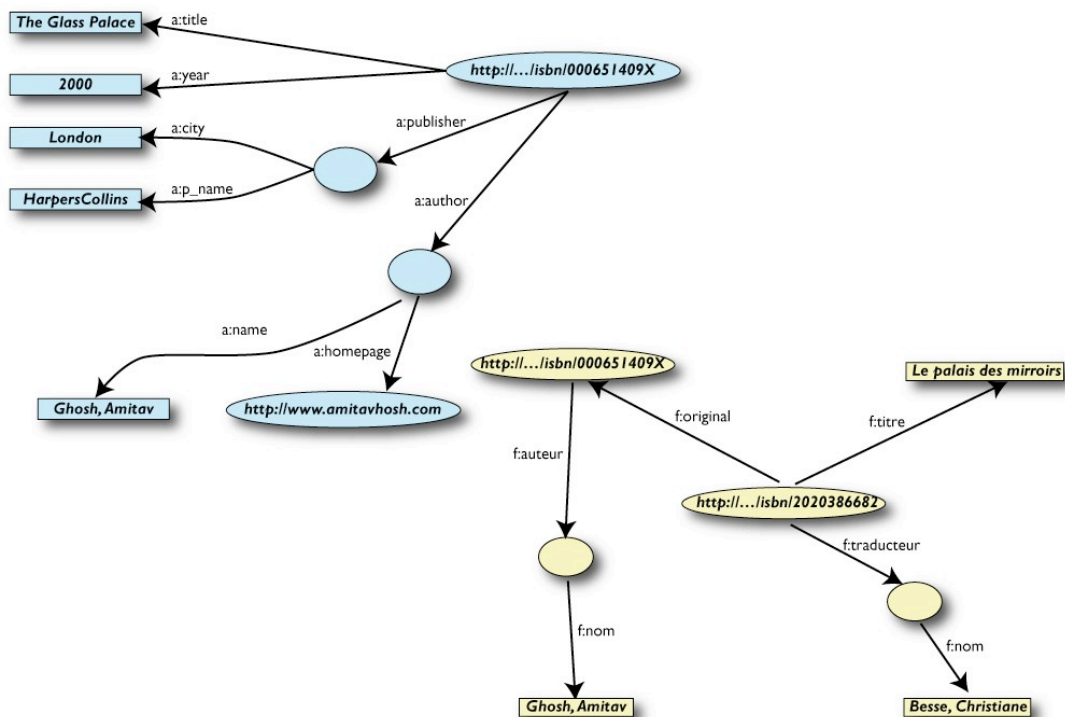 The Glass Palace
a:title
http://…/isbn/000651409X
2000
a:year
London
a:city
a:publisher
HarpersCollins
a:p_name
a:author
a:name
a:homepage
Ghosh, Amitav
http://www.amitavhosh.com
http://…/isbn/000651409X
Le palais des mirroirs
f:original
f:titre
f:auteur
http://…/isbn/2020386682
f:traducteur
f:nom
f:nom
Ghosh, Amitav
Besse, Christiane